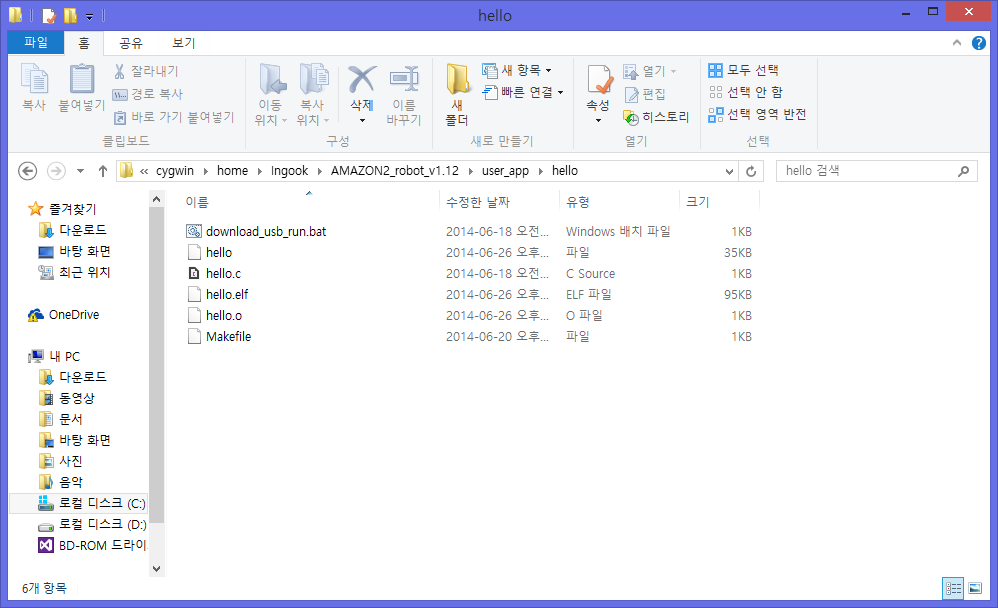 hello
파일 홈 공유 보기
복사
붙여넣기
잘라내기
경로 복사
바로 가기 붙여넣기
클립보드
이동 위치
복사 위치
삭제
이름 바꾸기
구성
새 폴더
새 항목
빠른 연결
새로 만들기
속성
열기
편집
히스토리
열기
모두 선택
선택 안 함
선택 영역 반전
선택
« cygwin home Ingook AMAZON2_robot_v1.12 user_app hello
hello 검색
즐겨찾기
다운로드
바탕 화면
최근 위치
OneDrive
내 PC
다운로드
동영상
문서
바탕 화면
사진
음악
로컬 디스크 (C:)
로컬 디스크 (D:)
BD-ROM 드라이
이름 수정한 날짜 유형 크기
download_usb_run.bat 2014-06-18 오전... Windows 배치 파일 1KB
hello 2014-06-26 오후... 파일 35KB
hello.c 2014-06-18 오전... C Source 1KB
hello.elf 2014-06-26 오후... ELF 파일 95KB
hello.o 2014-06-26 오후... O 파일 1KB
Makefile 2014-06-20 오후... 파일 1KB
6개 항목